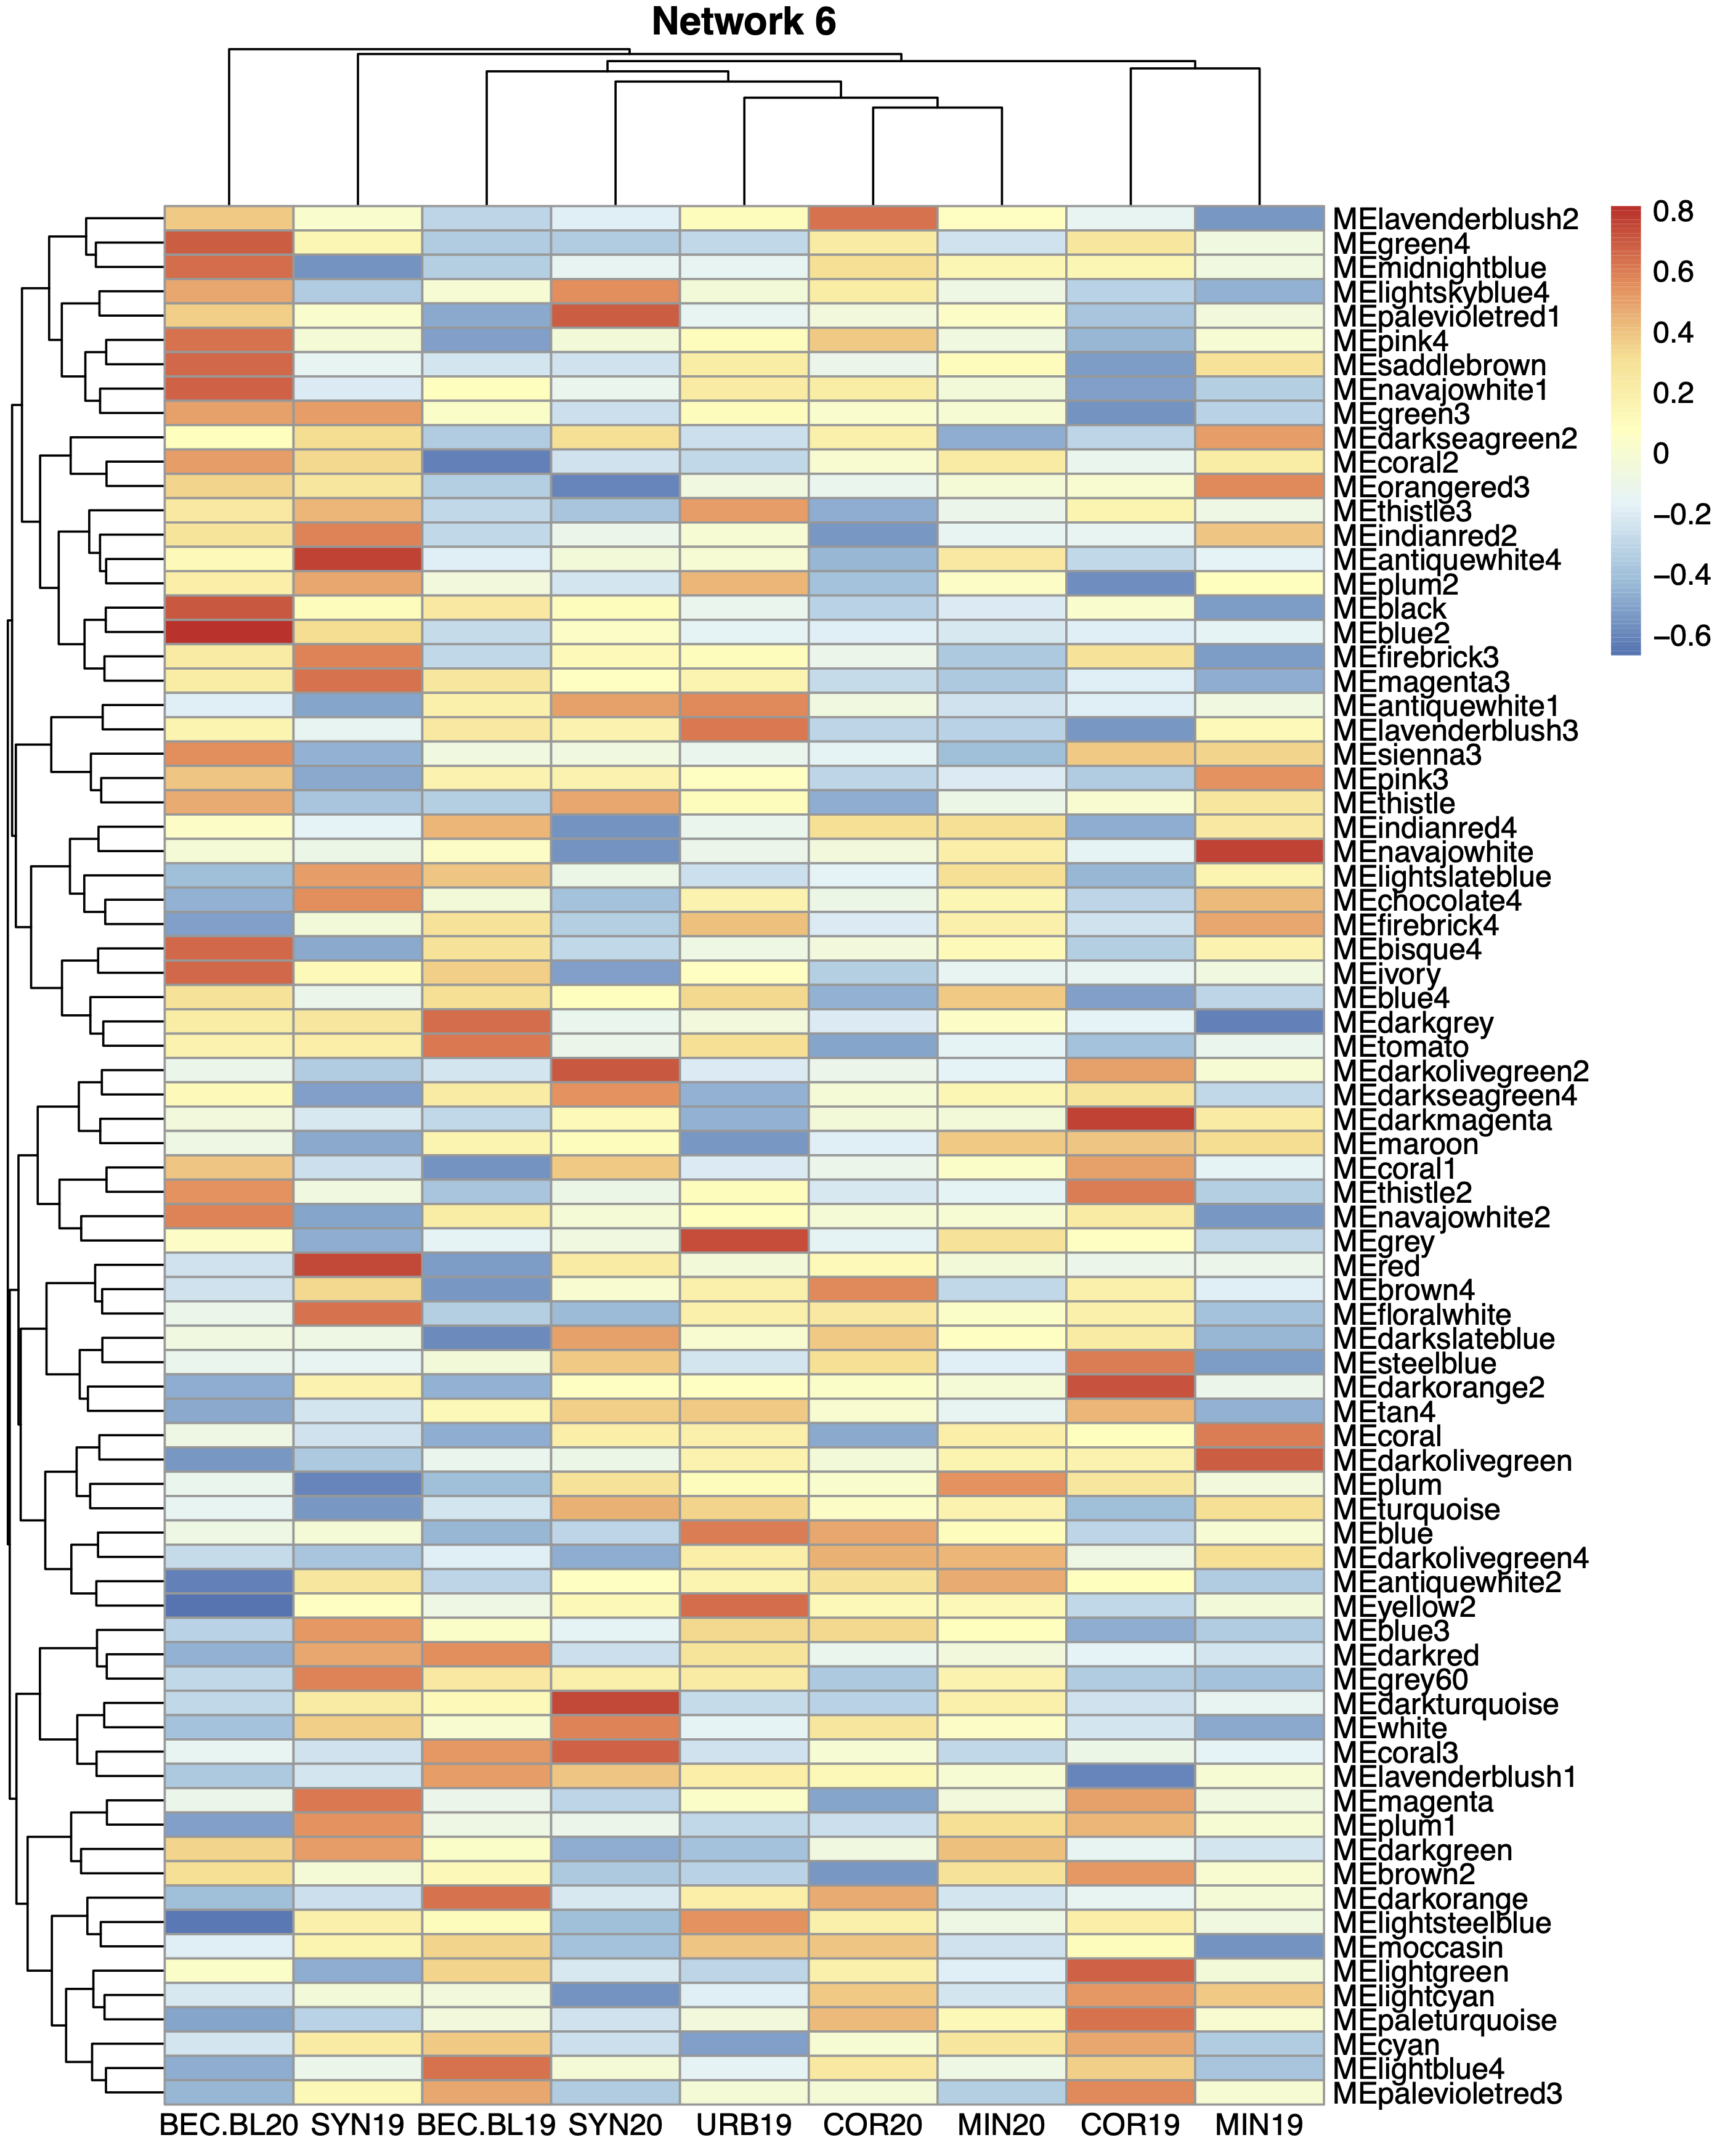 Network 6
0.8
0.6
0.4
0.2
0
−0.2
−0.4
−0.6
MElavenderblush2
MEgreen4
MEmidnightblue
MElightskyblue4
MEpalevioletred1
MEpink4
MEsaddlebrown
MEnavajowhite1
MEgreen3
MEdarkseagreen2
MEcoral2
MEorangered3
MEthistle3
MEindianred2
MEantiquewhite4
MEplum2
MEblack
MEblue2
MEfirebrick3
MEmagenta3
MEantiquewhite1
MElavenderblush3
MEsienna3
MEpink3
MEthistle
MEindianred4
MEnavajowhite
MElightslateblue
MEchocolate4
MEfirebrick4
MEbisque4
MEivory
MEblue4
MEdarkgrey
MEtomato
MEdarkolivegreen2
MEdarkseagreen4
MEdarkmagenta
MEmaroon
MEcoral1
MEthistle2
MEnavajowhite2
MEgrey
MEred
MEbrown4
MEfloralwhite
MEdarkslateblue
MEsteelblue
MEdarkorange2
MEtan4
MEcoral
MEdarkolivegreen
MEplum
MEturquoise
MEblue
MEdarkolivegreen4
MEantiquewhite2
MEyellow2
MEblue3
MEdarkred
MEgrey60
MEdarkturquoise
MEwhite
MEcoral3
MElavenderblush1
MEmagenta
MEplum1
MEdarkgreen
MEbrown2
MEdarkorange
MElightsteelblue
MEmoccasin
MElightgreen
MElightcyan
MEpaleturquoise
MEcyan
MElightblue4
MEpalevioletred3
BEC.BL20 SYN19 BEC.BL19 SYN20 URB19 COR20 MIN20 COR19 MIN19